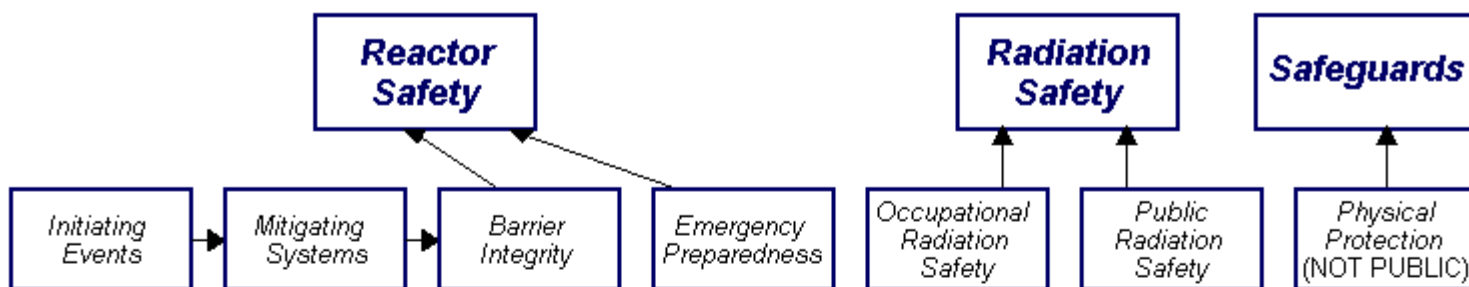 Reactor
Safety
Radiation
Safety
Safeguards
Initiating
Events
Mitigating
Systems
Barrier
Integrity
Emergency
Preparedness
Occupational
Radiation
Safety
Public
Radiation
Safety
Physical
Protection
(NOT PUBLIC)